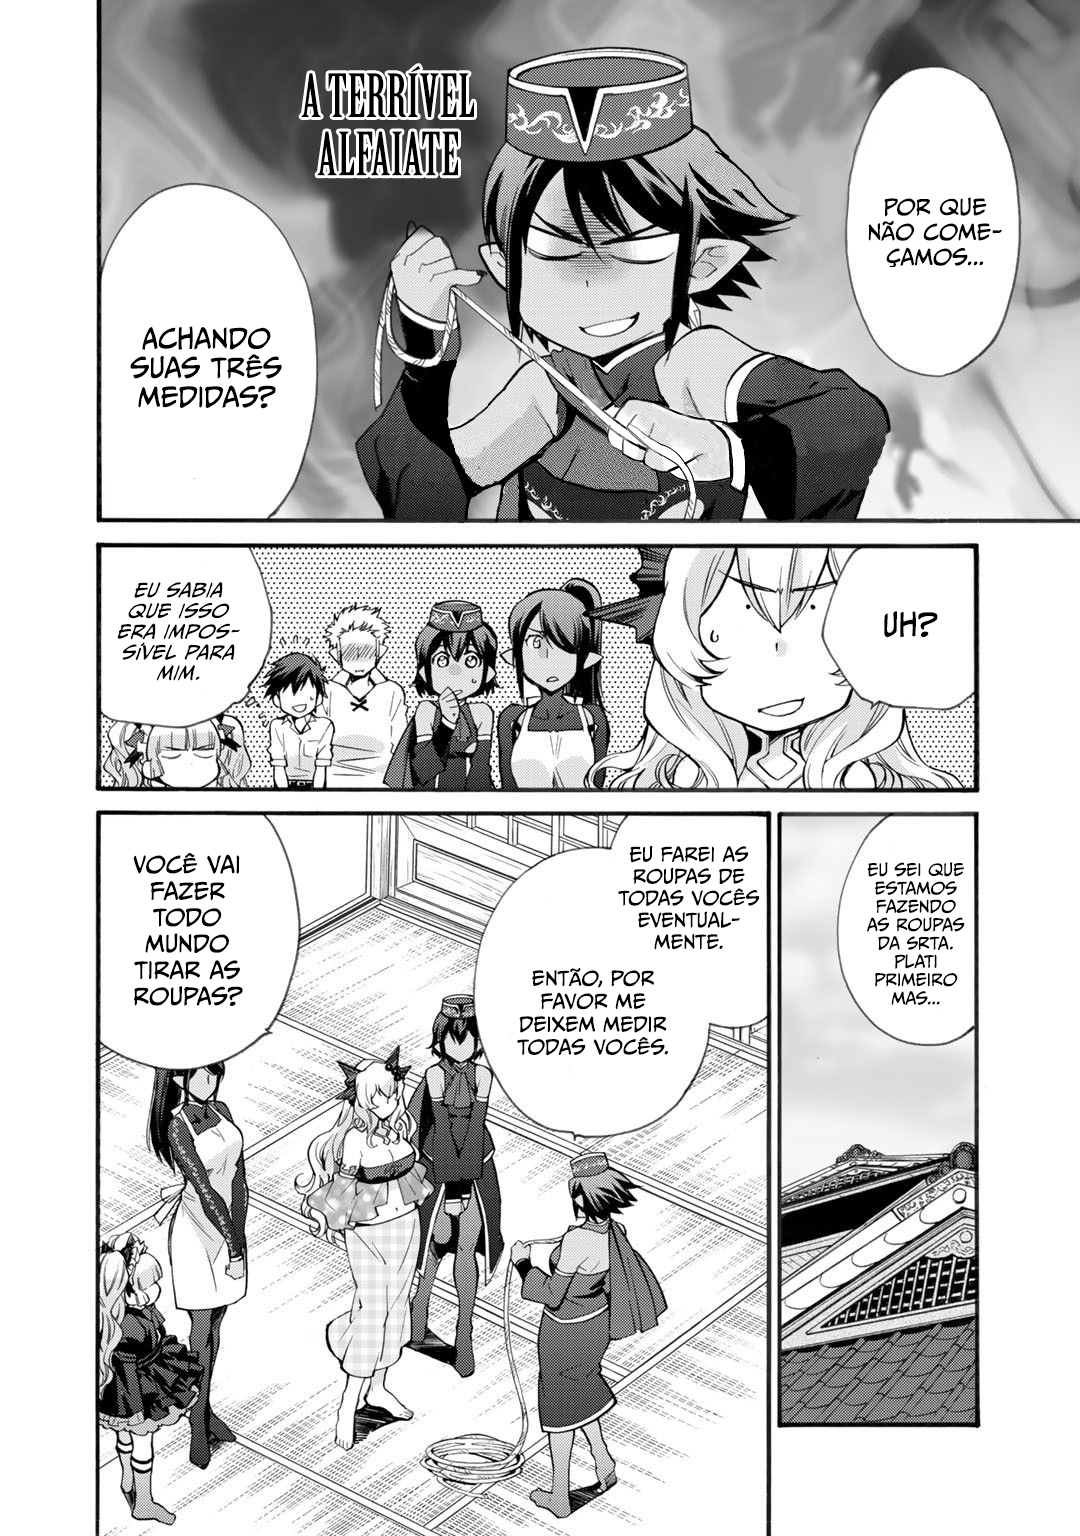 A TERRÍVEL
ALFAIATE
POR QUE
NÃO COME-
ÇAMOS...
ACHANDO
SUAS TRÊS
MEDIDAS?
UH?
EU SABIA
QUE ISSO
ERA IMPOS-
SÍVEL PARA
MIM.
EU SEI QUE
ESTAMOS
FAZENDO
AS ROUPAS
DA SRTA.
PLATI
PRIMEIRO
MAS...
EU FAREI AS
ROUPAS DE
TODAS VOCÊS
EVENTUAL-
MENTE.
ENTÃO, POR
FAVOR ME
DEIXEM MEDIR
TODAS VOCÊS.
VOCÊ VAI
FAZER
TODO
MUNDO
TIRAR AS
ROUPAS?